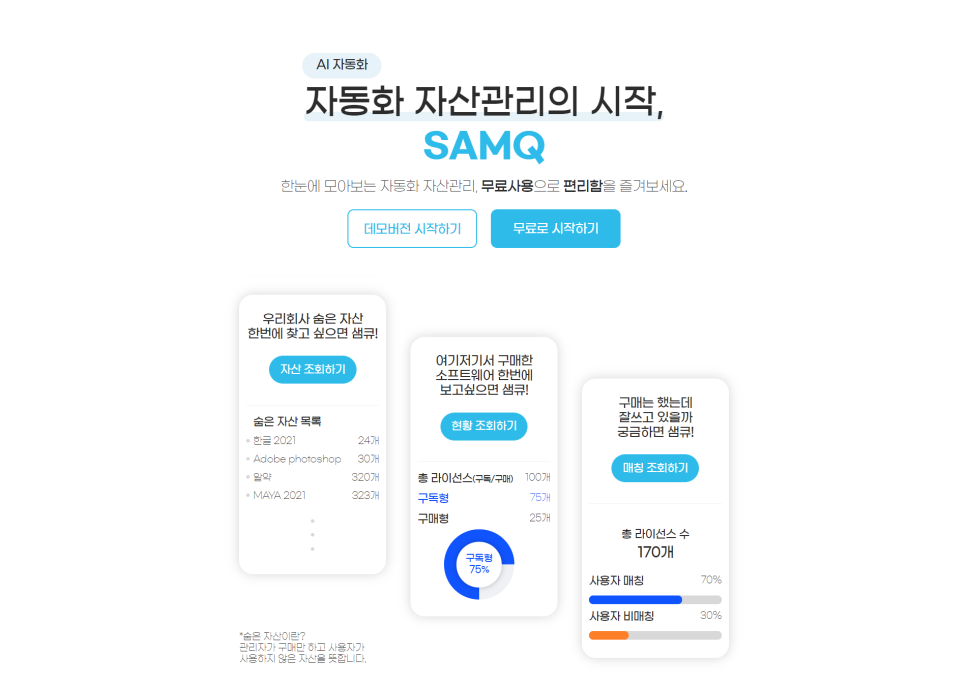 AI 자동화
자동화 자산관리의 시작,
SAMQ
한눈에 모아보는 자동화 자산관리, 무료사용으로 편리함을 즐겨보세요.
데모버전 시작하기
무료로 시작하기
우리회사 숨은 자산
한번에 찾고 싶으면 샘큐!
자산 조회하기
숨은 자산 목록
한글 2021 24개
Adobe photoshop 30개
알약 320개
MAYA 2021 323개
*숨은 자산이란?
관리자가 구매만 하고 사용자가
사용하지 않은 자산을 뜻합니다.
여기저기서 구매한
소프트웨어 한번에
보고싶으면 샘큐!
현황 조회하기
총 라이선스(구독/구매) 100개
구독형 75개
구매형 25개
구독형
75%
구매는 했는데
잘쓰고 있을까
궁금하면 샘큐!
매칭 조회하기
총 라이선스 수
170개
사용자 매칭 70%
사용자 비매칭 30%